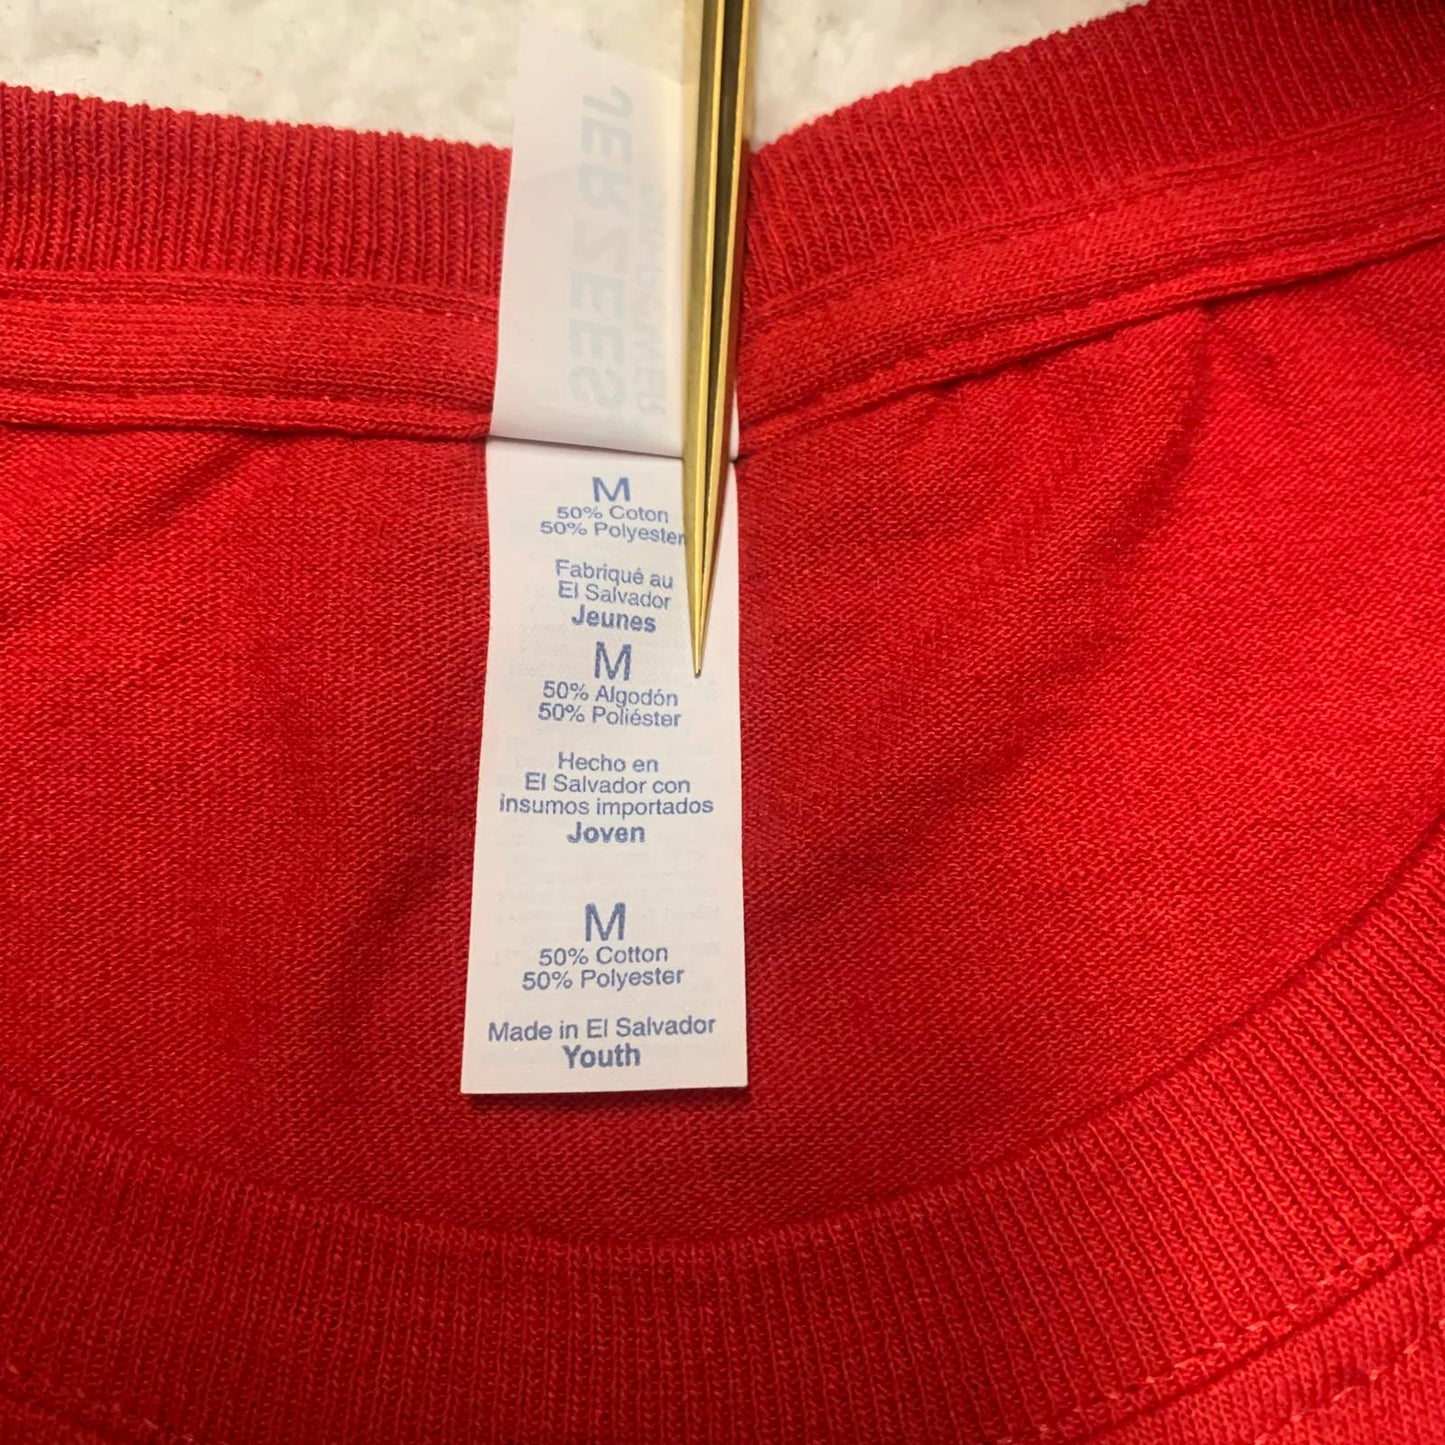 JERZEES
M
50% Coton
50% Polyester
Fabriqué au
El Salvador
Jeunes
M
50% Algodón
50% Poliéster
Hecho en
El Salvador con
insumos importados
Joven
M
50% Cotton
50% Polyester
Made in El Salvador
Youth